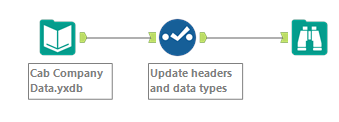 Cab Company
Data.yxdb
Update headers
and data types